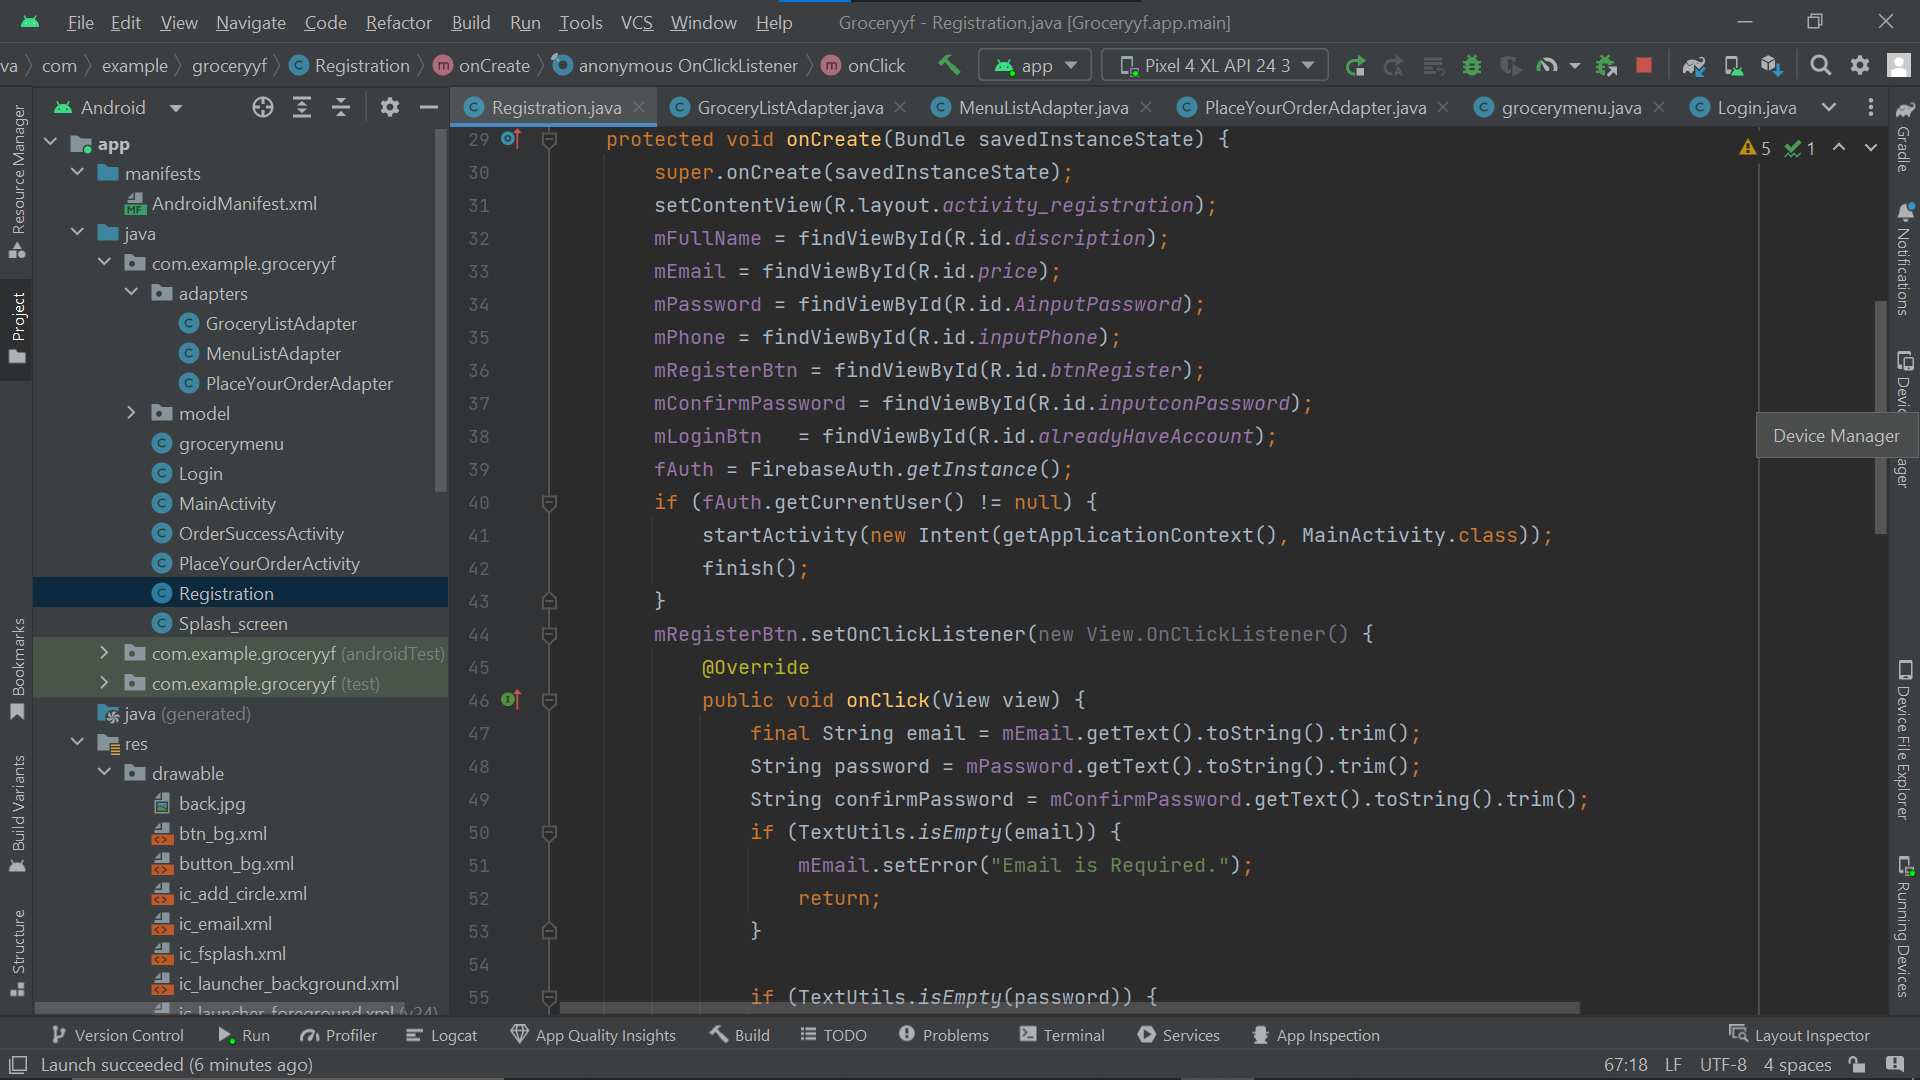 File Edit View Navigate Code Refactor Build Run Tools VCS Window Help Groceryyf - Registration.java [Groceryyf.app.main]
va com example groceryyf Registration onCreate anonymous OnClickListener onClick app Pixel 4 XL API 24 3
Android
Registration.java GroceryListAdapter.java MenuListAdapter.java PlaceYourOrderAdapter.java grocerymenu.java Login.java
Resource Manager
Project
Bookmarks
Build Variants
Structure
app
manifests
AndroidManifest.xml
java
com.example.groceryyf
adapters
GroceryListAdapter
MenuListAdapter
PlaceYourOrderAdapter
model
grocerymenu
Login
MainActivity
OrderSuccessActivity
PlaceYourOrderActivity
Registration
Splash_screen
com.example.groceryyf (androidTest)
com.example.groceryyf (test)
java (generated)
res
drawable
back.jpg
btn_bg.xml
button_bg.xml
ic_add_circle.xml
ic_email.xml
ic_fsplash.xml
ic_launcher_background.xml
ic_launcher_foreground.xml (v24)
5 1
29 protected void onCreate(Bundle savedInstanceState) {
30 super.onCreate(savedInstanceState);
31 setContentView(R.layout.activity_registration);
32 mFullName = findViewById(R.id.discription);
33 mEmail = findViewById(R.id.price);
34 mPassword = findViewById(R.id.AinputPassword);
35 mPhone = findViewById(R.id.inputPhone);
36 mRegisterBtn = findViewById(R.id.btnRegister);
37 mConfirmPassword = findViewById(R.id.inputconPassword);
38 mLoginBtn   = findViewById(R.id.alreadyHaveAccount);
39 fAuth = FirebaseAuth.getInstance();
40 if (fAuth.getCurrentUser() != null) {
41 startActivity(new Intent(getApplicationContext(), MainActivity.class));
42 finish();
43 }
44 mRegisterBtn.setOnClickListener(new View.OnClickListener() {
45 @Override
46 public void onClick(View view) {
47 final String email = mEmail.getText().toString().trim();
48 String password = mPassword.getText().toString().trim();
49 String confirmPassword = mConfirmPassword.getText().toString().trim();
50 if (TextUtils.isEmpty(email)) {
51 mEmail.setError("Email is Required.");
52 return;
53 }
54
55 if (TextUtils.isEmpty(password)) {
Gradle
Notifications
Device Manager
Device File Explorer
Running Devices
Version Control Run Profiler Logcat App Quality Insights Build TODO Problems Terminal Services App Inspection Layout Inspector
Launch succeeded (6 minutes ago) 67:18 LF UTF-8 4 spaces